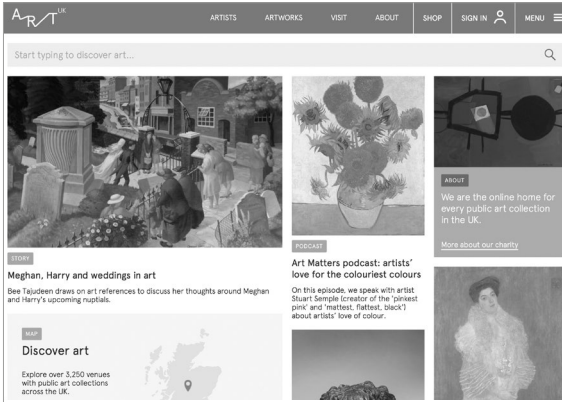 ART UK
ARTISTS ARTWORKS VISIT ABOUT SHOP SIGN IN MENU
Start typing to discover art...
STORY
Meghan, Harry and weddings in art
Bee Tajudeen draws on art references to discuss her thoughts around Meghan
and Harry's upcoming nuptials.
MAP
Discover art
Explore over 3,250 venues
with public art collections
across the UK.
PODCAST
Art Matters podcast: artists'
love for the colouriest colours
On this episode, we speak with artist
Stuart Semple (creator of the 'pinkest
pink' and 'mattest, flattest, black')
about artists' love of colour.
ABOUT
We are the online home for
every public art collection
in the UK.
More about our charity